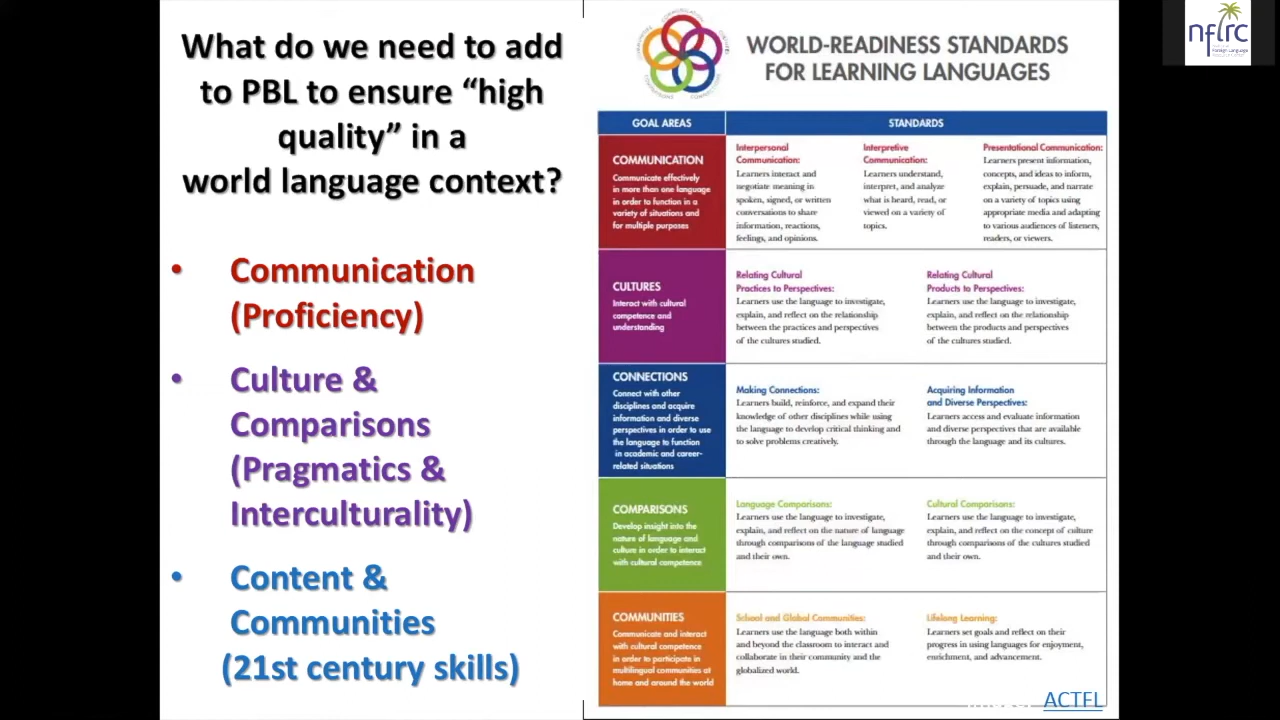 What do we need to add
to PBL to ensure “high
quality” in a
world language context?
• Communication
(Proficiency)
• Culture &
Comparisons
(Pragmatics &
Interculturality)
• Content &
Communities
(21st century skills)
WORLD-READINESS STANDARDS
FOR LEARNING LANGUAGES
GOAL AREAS
STANDARDS
COMMUNICATION
Communicate effectively
in more than one language
in order to function in a
variety of situations and
for multiple purposes
Interpersonal
Communication:
Learners interact and
negotiate meaning in
spoken, signed, or written
conversations to share
information, reactions,
feelings, and opinions.
Interpretive
Communication:
Learners understand,
interpret, and analyze
what is heard, read, or
viewed on a variety of
topics.
Presentational Communication:
Learners present information,
concepts, and ideas to inform,
explain, persuade, and narrate
on a variety of topics using
appropriate media and adapting
to various audiences of listeners,
readers, or viewers.
CULTURES
Interact with cultural
competence and
understanding
Relating Cultural
Practices to Perspectives:
Learners use the language to investigate,
explain, and reflect on the relationship
between the practices and perspectives
of the cultures studied.
Relating Cultural
Products to Perspectives:
Learners use the language to investigate,
explain, and reflect on the relationship
between the products and perspectives
of the cultures studied.
CONNECTIONS
Connect with other
disciplines and acquire
information and diverse
perspectives in order to use
the language to function
in academic and career-
related situations
Making Connections:
Learners build, reinforce, and expand their
knowledge of other disciplines while using
the language to develop critical thinking and
to solve problems creatively.
Acquiring Information
and Diverse Perspectives:
Learners access and evaluate information
and diverse perspectives that are available
through the language and its cultures.
COMPARISONS
Develop insight into the
nature of language and
culture in order to interact
with cultural competence
Language Comparisons:
Learners use the language to investigate,
explain, and reflect on the nature of language
through comparisons of the language studied
and their own.
Cultural Comparisons:
Learners use the language to investigate,
explain, and reflect on the concept of culture
through comparisons of the cultures studied
and their own.
COMMUNITIES
Communicate and interact
with cultural competence
in order to participate in
multilingual communities at
home and around the world
School and Global Communities:
Learners use the language both within
and beyond the classroom to interact and
collaborate in their community and the
globalized world.
Lifelong Learning:
Learners set goals and reflect on their
progress in using languages for enjoyment,
enrichment, and advancement.
ACTFL
nflrc